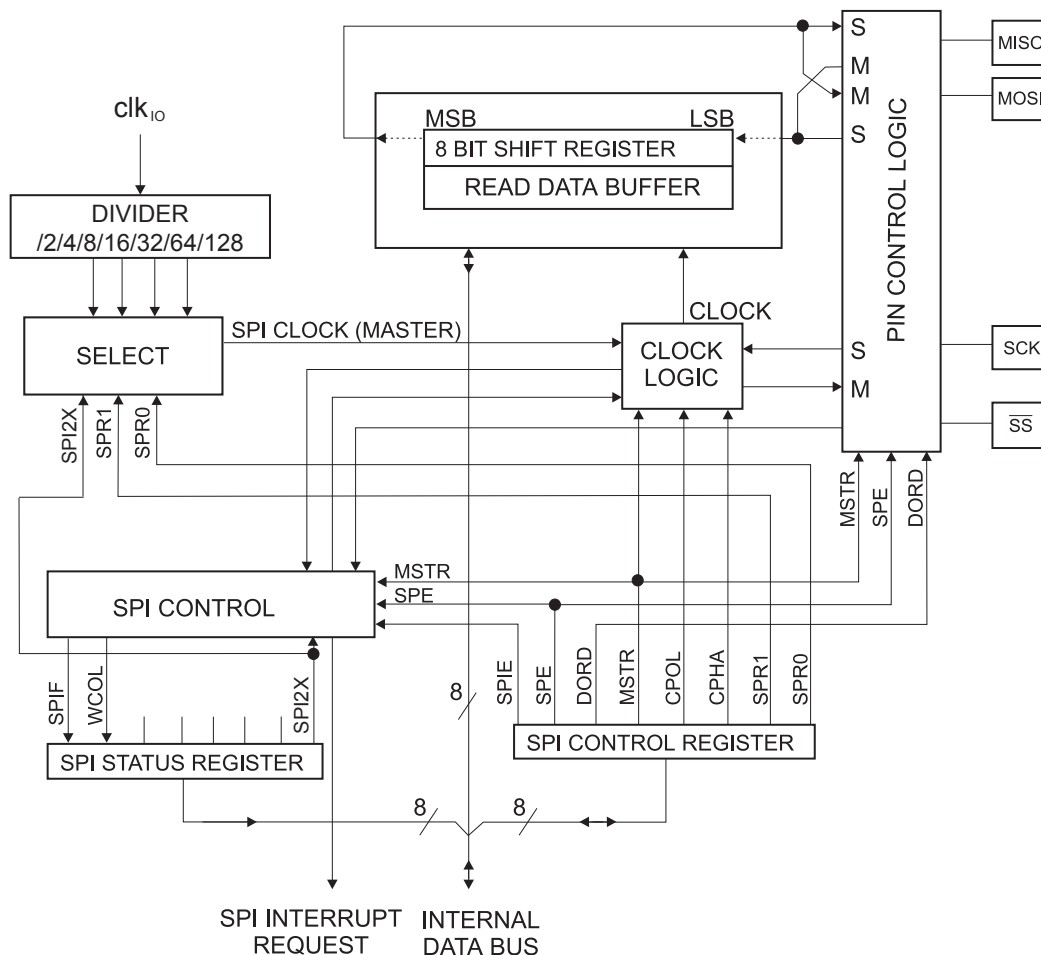 S
MISO
M
M
MOSI
clk IO
MSB
LSB
S
8 BIT SHIFT REGISTER
READ DATA BUFFER
PIN CONTROL LOGIC
DIVIDER
/2/4/8/16/32/64/128
SPI CLOCK (MASTER)
CLOCK
SELECT
CLOCK
LOGIC
S
SCK
M
SS
SPI2X
SPR1
SPR0
MSTR
SPE
DORD
MSTR
SPE
SPI CONTROL
SPIF
WCOL
SPI2X
8
SPIE
SPE
DORD
MSTR
CPOL
CPHA
SPR1
SPR0
SPI STATUS REGISTER
SPI CONTROL REGISTER
8
8
SPI INTERRUPT
REQUEST
INTERNAL
DATA BUS